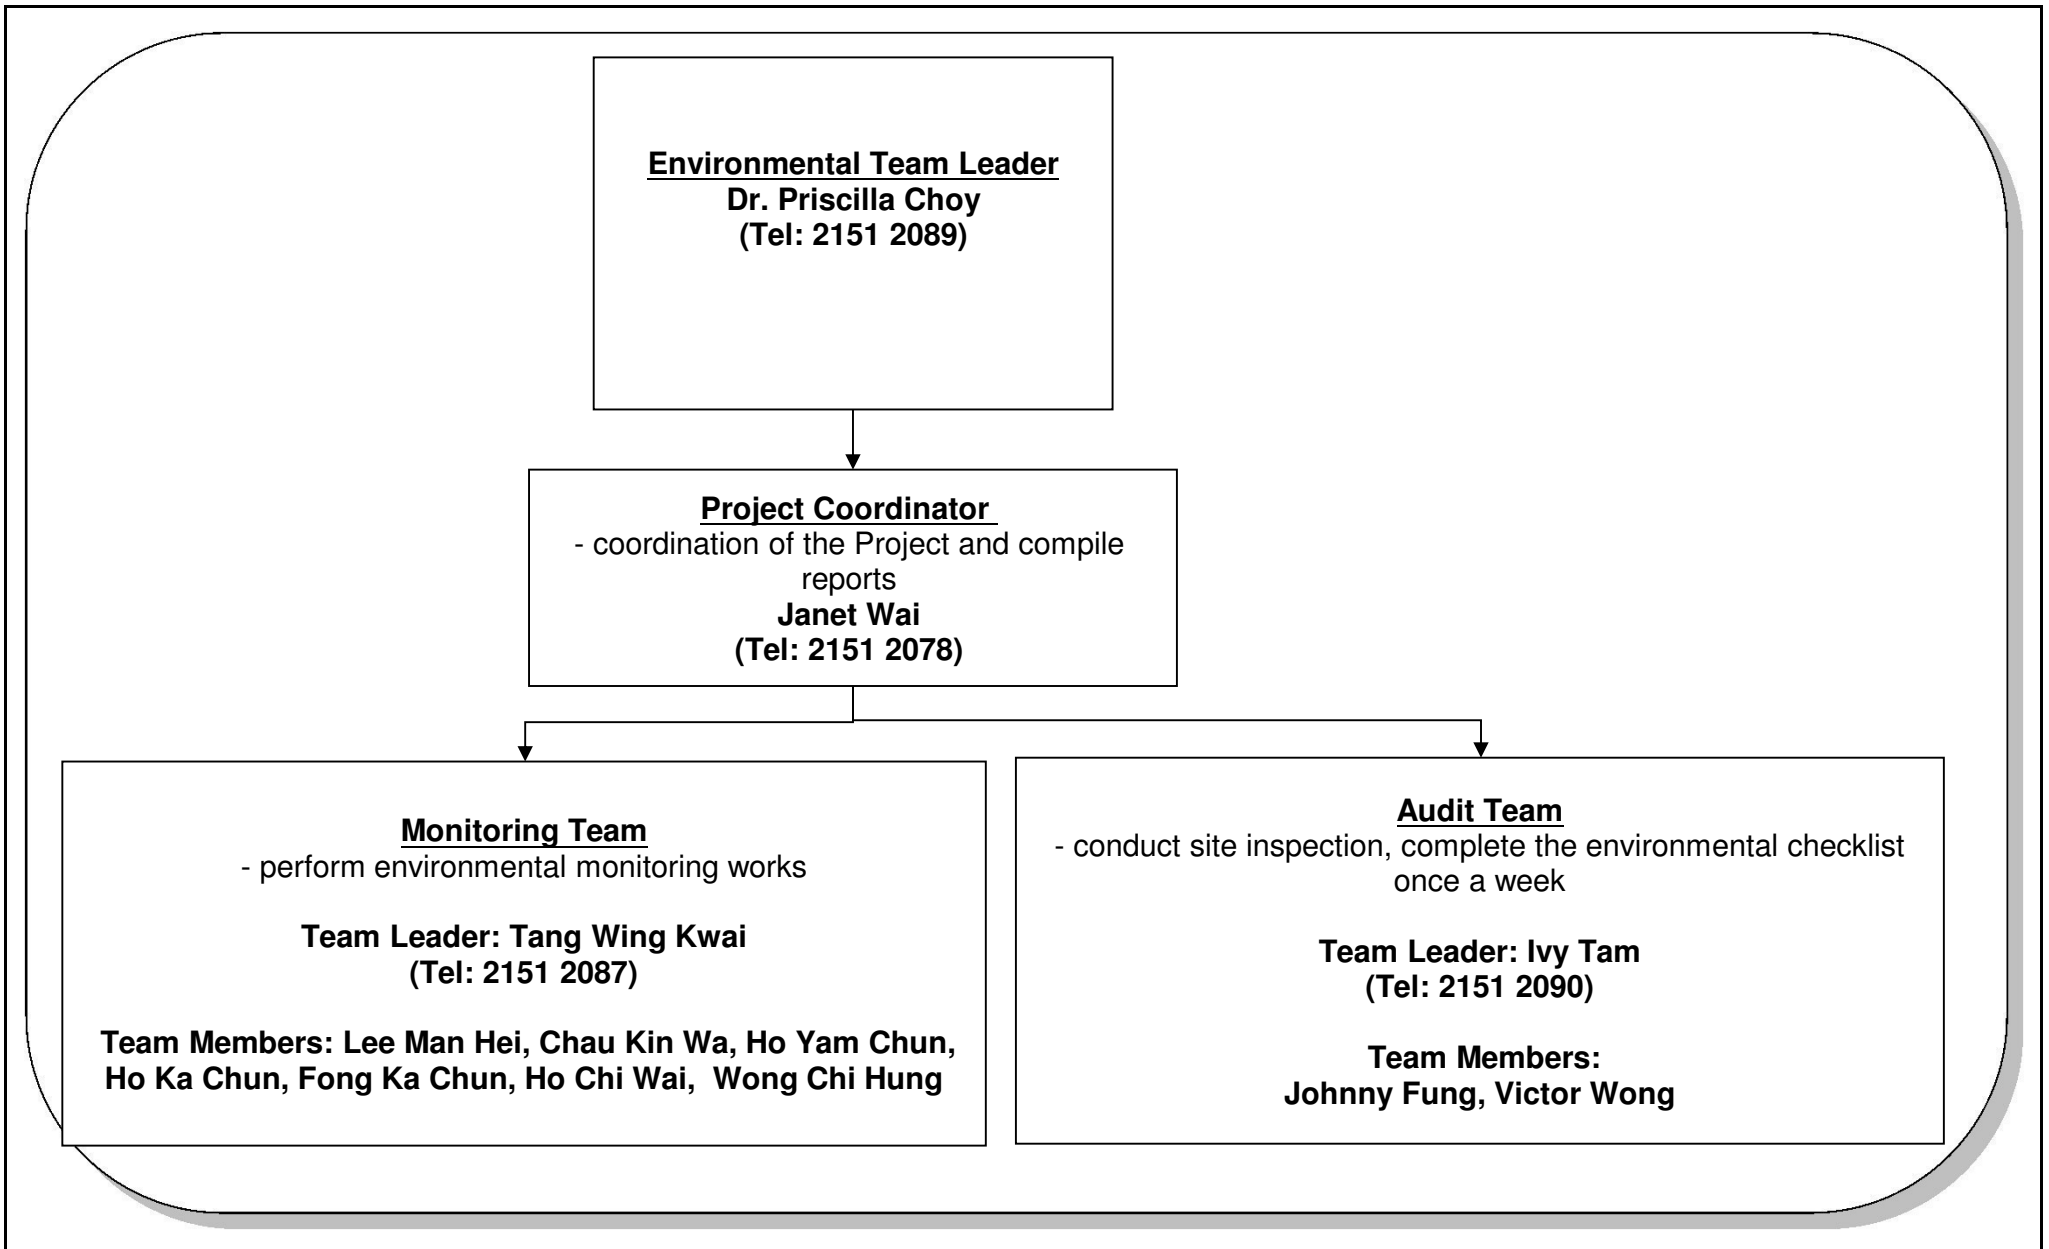 Environmental Team Leader
Dr. Priscilla Choy
(Tel: 2151 2089)
Project Coordinator
- coordination of the Project and compile
reports
Janet Wai
(Tel: 2151 2078)
Monitoring Team
- perform environmental monitoring works
Team Leader: Tang Wing Kwai
(Tel: 2151 2087)
Team Members: Lee Man Hei, Chau Kin Wa, Ho Yam Chun,
Ho Ka Chun, Fong Ka Chun, Ho Chi Wai, Wong Chi Hung
Audit Team
- conduct site inspection, complete the environmental checklist
once a week
Team Leader: Ivy Tam
(Tel: 2151 2090)
Team Members:
Johnny Fung, Victor Wong